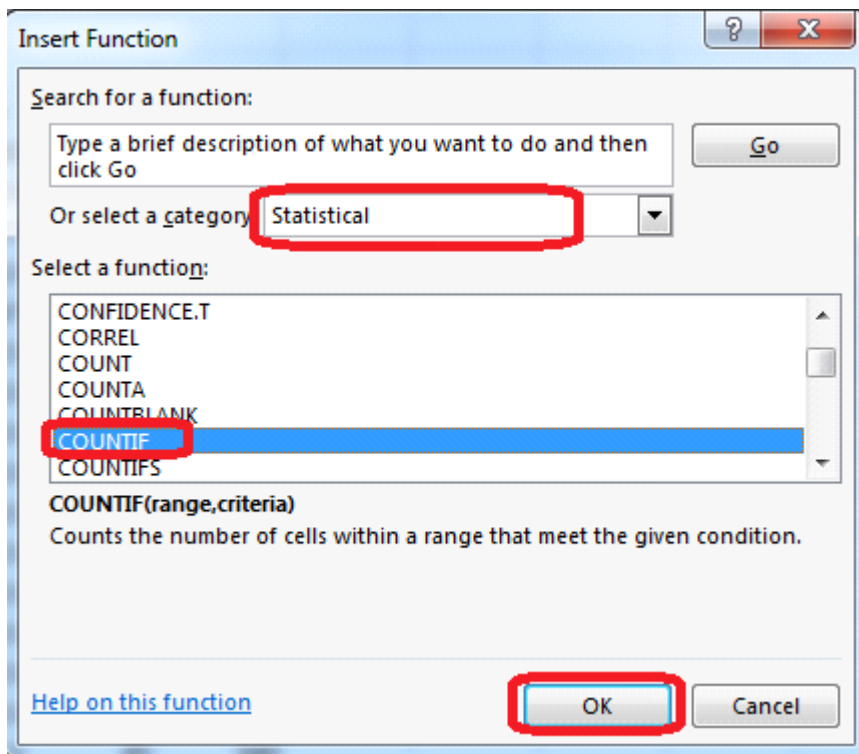 Insert Function
?
Search for a function:
Type a brief description of what you want to do and then
click Go
Go
Or select a category
Statistical
Select a function:
CONFIDENCE.T
CORREL
COUNT
COUNTA
COUNTBLANK
COUNTIF
COUNTIFS
COUNTIF(range,criteria)
Counts the number of cells within a range that meet the given condition.
Help on this function
OK
Cancel